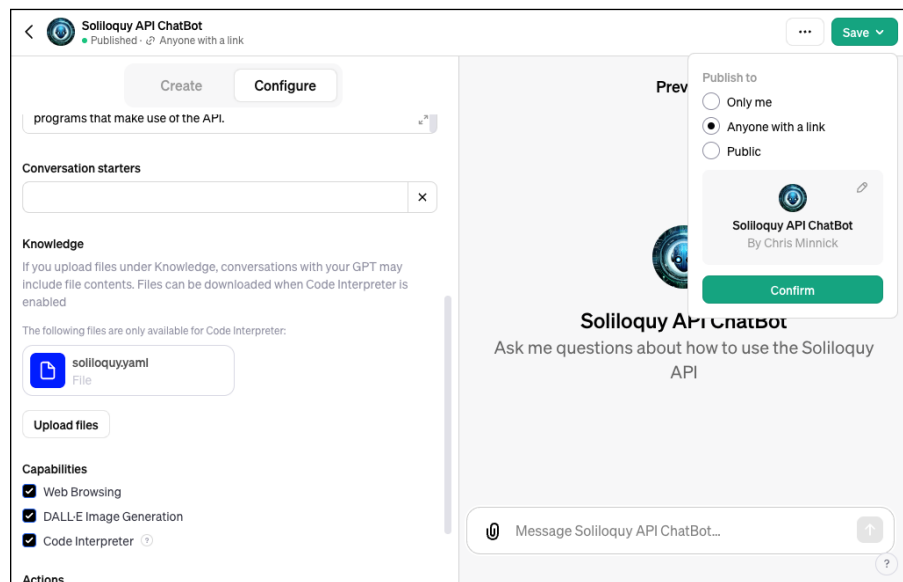 Soliloquy API ChatBot
Published · Anyone with a link
...
Save
Create
Configure
programs that make use of the API.
Conversation starters
Knowledge
If you upload files under Knowledge, conversations with your GPT may
include file contents. Files can be downloaded when Code Interpreter is
enabled
The following files are only available for Code Interpreter:
soliloquy.yaml
File
Upload files
Capabilities
Web Browsing
DALL·E Image Generation
Code Interpreter ?
Actions
Prev
Publish to
Only me
Anyone with a link
Public
Soliloquy API ChatBot
By Chris Minnick
Confirm
Soliloquy API ChatBot
Ask me questions about how to use the Soliloquy
API
Message Soliloquy API ChatBot...
?